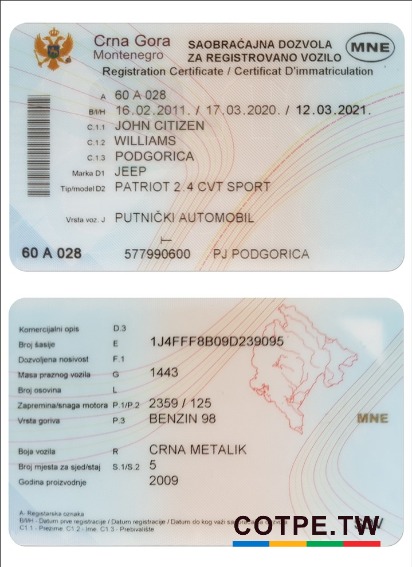 Crna Gora
Montenegro
SAOBRAĆAJNA DOZVOLA
ZA REGISTROVANO VOZILO
MNE
Registration Certificate / Certificat D'immatriculation
A 60 A 028
B/I/H 16.02.2011. / 17.03.2020. / 12.03.2021.
C.1.1 JOHN CITIZEN
C.1.2 WILLIAMS
C.1.3 PODGORICA
Marka D1 JEEP
Tip/model D2 PATRIOT 2.4 CVT SPORT
Vrsta voz. J PUTNIČKI AUTOMOBIL
60 A 028 577990600 PJ PODGORICA
Komercijalni opis D.3
Broj šasije E 1J4FFF8B09D239095
Dozvoljena nosivost F.1
Masa praznog vozila G 1443
Broj osovina L
Zapremina/snaga motora P.1/P.2 2359 / 125
Vrsta goriva P.3 BENZIN 98
MNE
Boja vozila R CRNA METALIK
Broj mjesta za sjed/staj S.1/S.2 5
Godina proizvodnje 2009
A- Registarska oznaka
B/I/H - Datum prve registracije / Datum registracije / Datum do kog važi
C1.1 - Prezime C1.2 - Ime C1.3 - Prebivalište
COTPE.TW